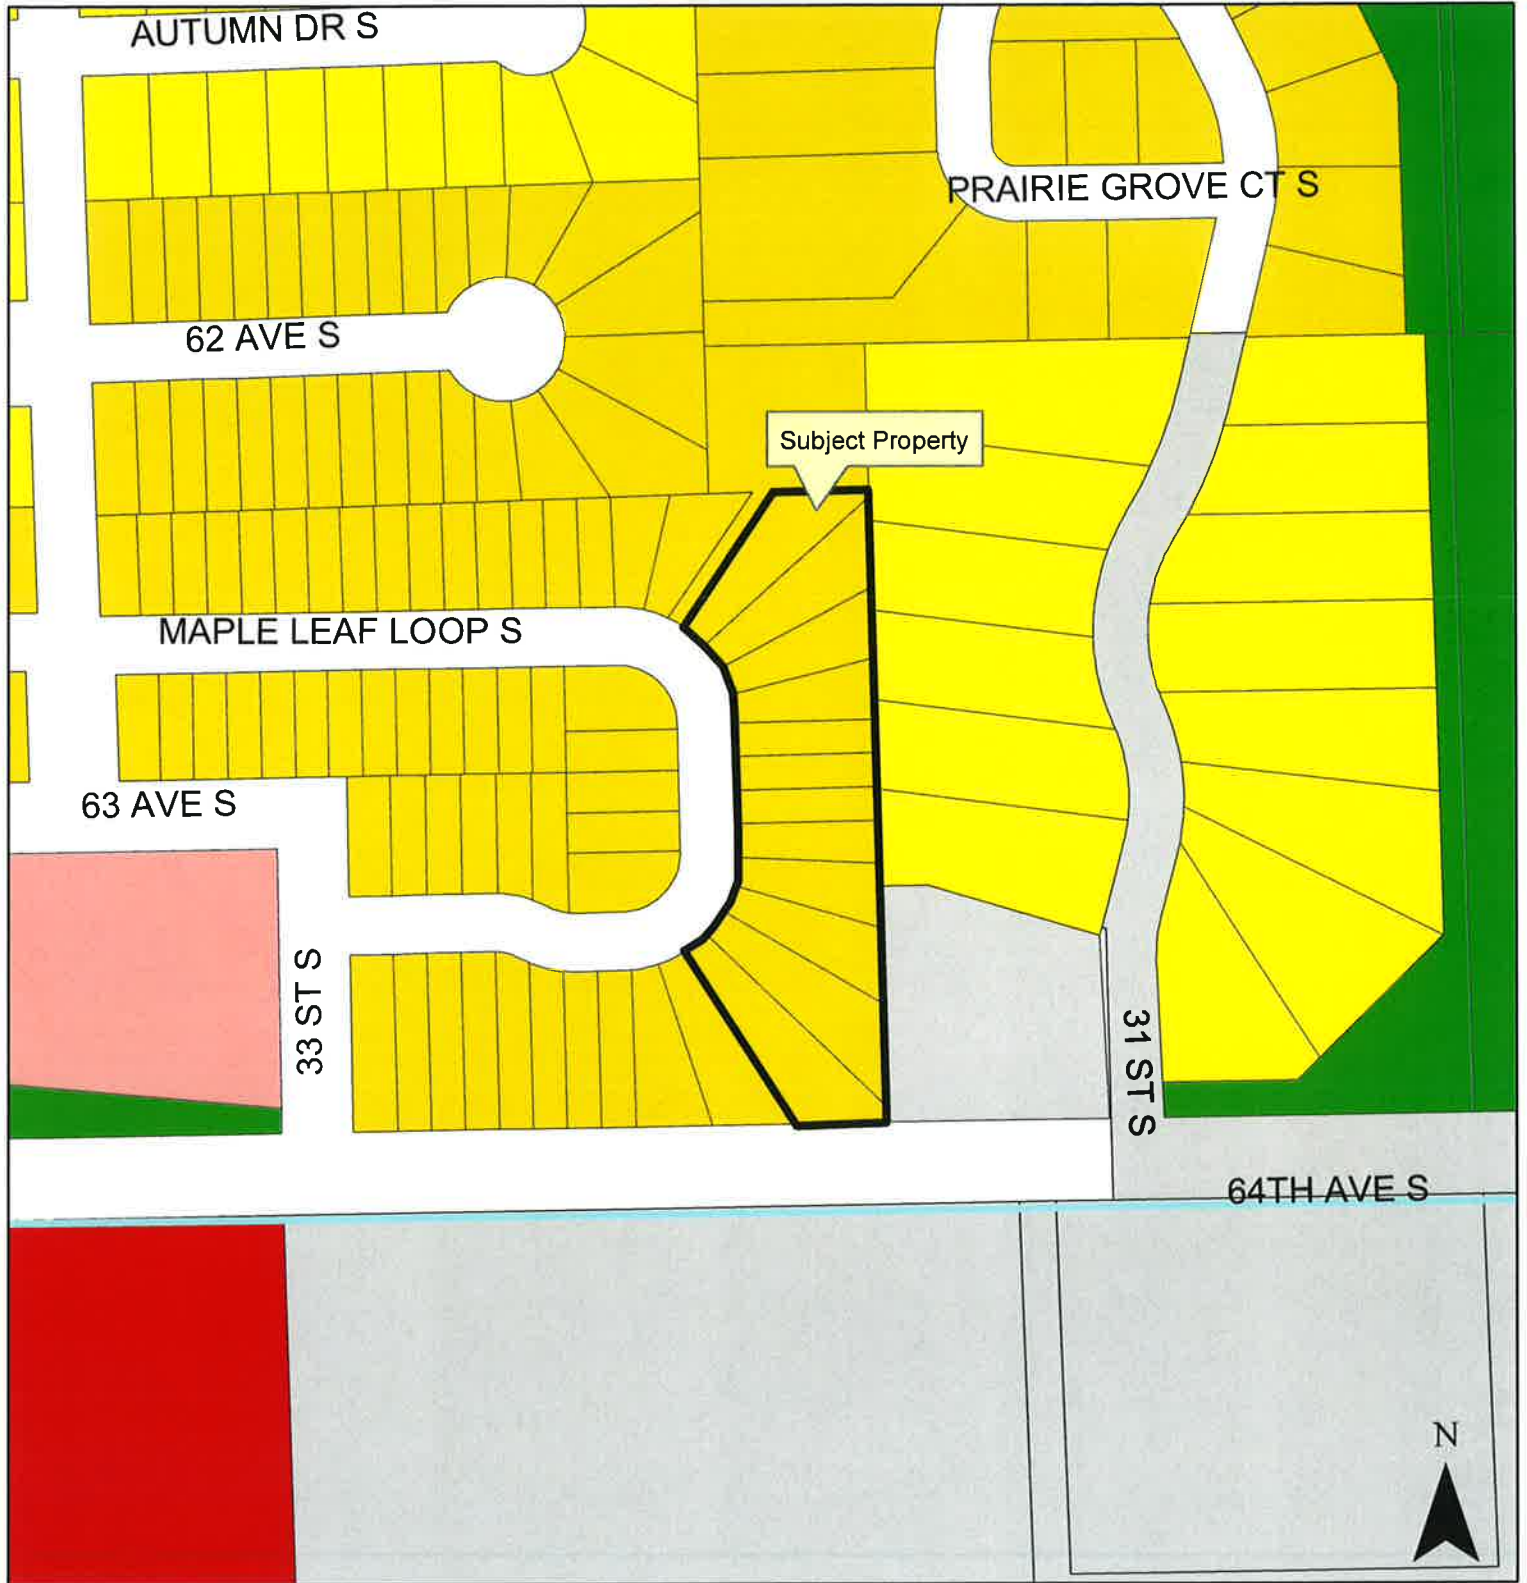 AUTUMN DR S
PRAIRIE GROVE CT S
62 AVE S
Subject Property
MAPLE LEAF LOOP S
63 AVE S
33 ST S
31 ST S
64TH AVE S
N